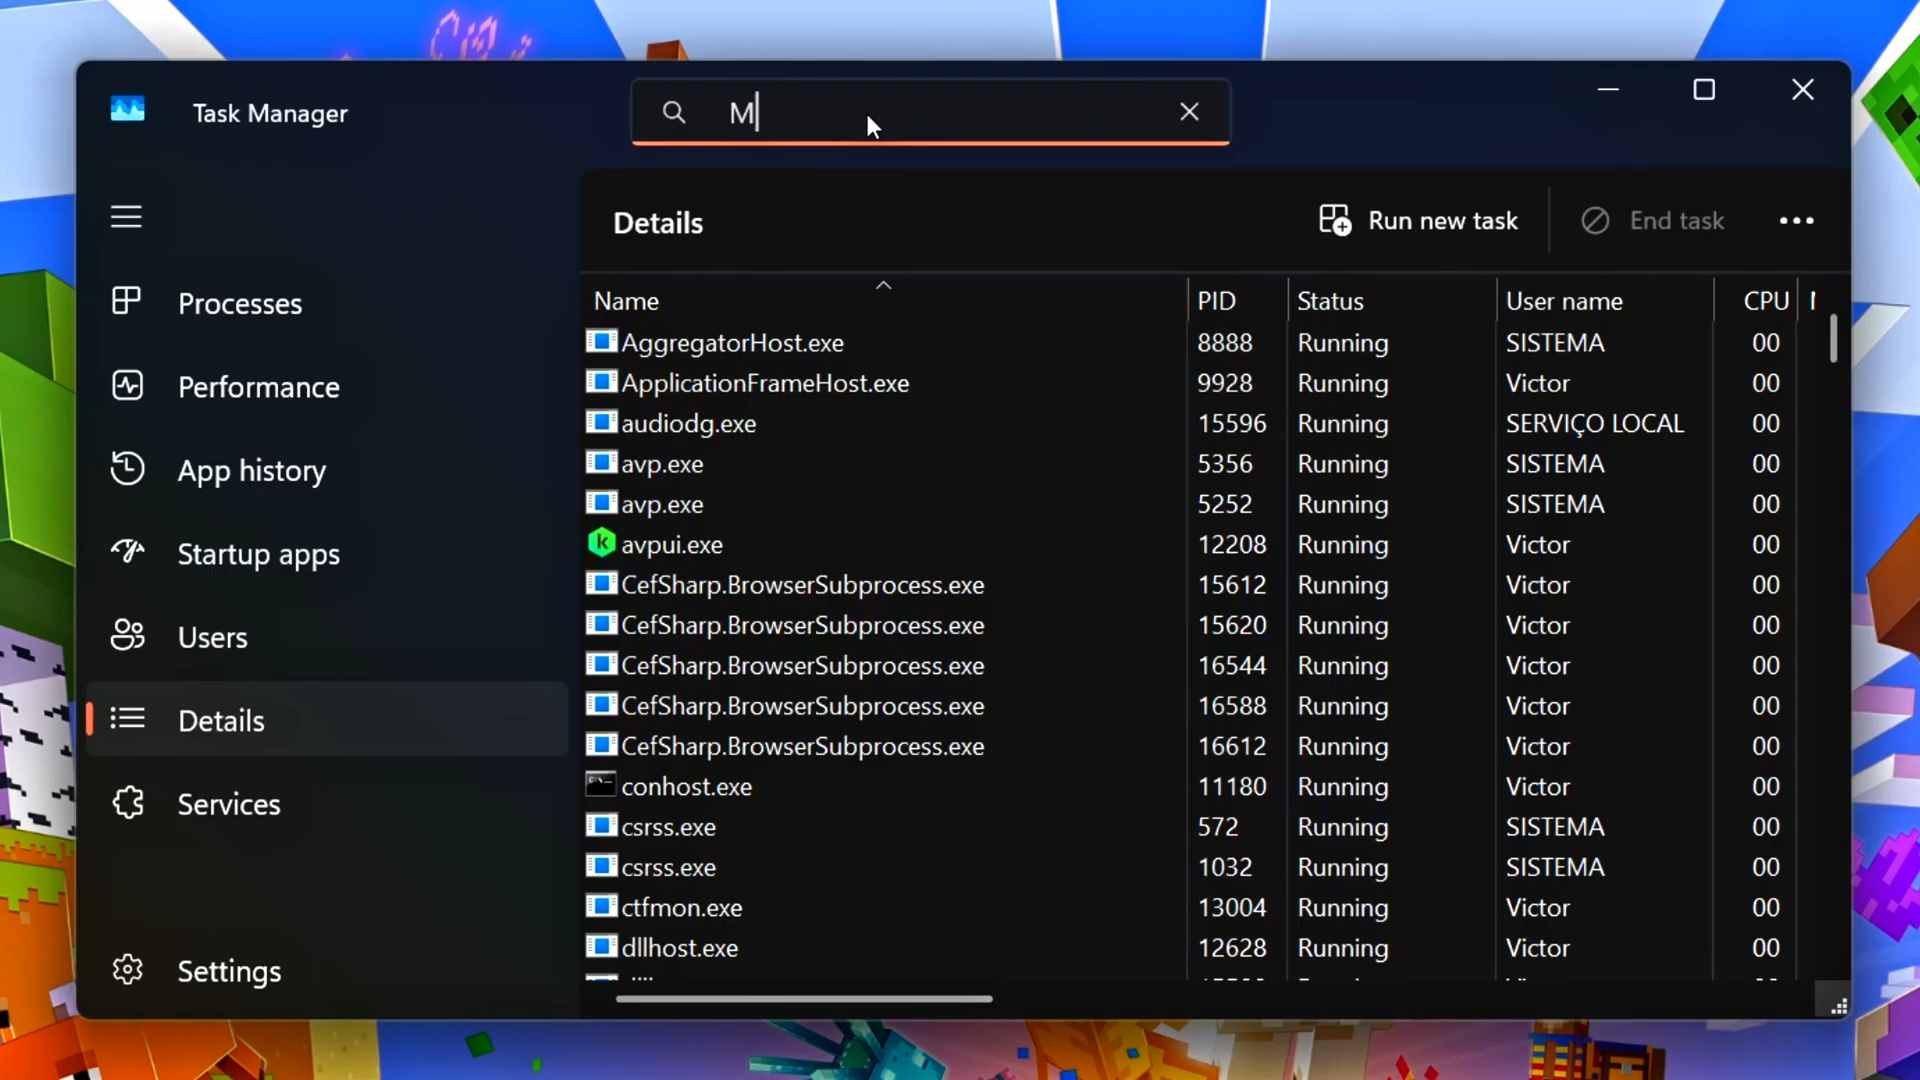 Task Manager
M
Details
Run new task
End task
Processes
Performance
App history
Startup apps
Users
Details
Services
Settings
Name PID Status User name CPU
AggregatorHost.exe 8888 Running SISTEMA 00
ApplicationFrameHost.exe 9928 Running Victor 00
audiodg.exe 15596 Running SERVIÇO LOCAL 00
avp.exe 5356 Running SISTEMA 00
avp.exe 5252 Running SISTEMA 00
avpui.exe 12208 Running Victor 00
CefSharp.BrowserSubprocess.exe 15612 Running Victor 00
CefSharp.BrowserSubprocess.exe 15620 Running Victor 00
CefSharp.BrowserSubprocess.exe 16544 Running Victor 00
CefSharp.BrowserSubprocess.exe 16588 Running Victor 00
CefSharp.BrowserSubprocess.exe 16612 Running Victor 00
conhost.exe 11180 Running Victor 00
csrss.exe 572 Running SISTEMA 00
csrss.exe 1032 Running SISTEMA 00
ctfmon.exe 13004 Running Victor 00
dllhost.exe 12628 Running Victor 00